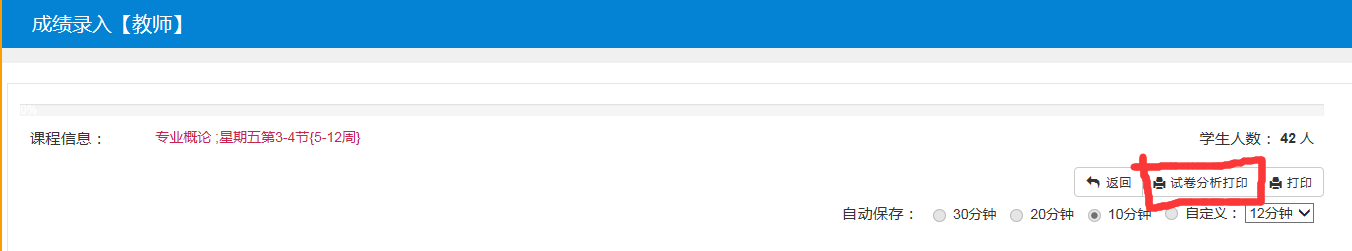 成绩录入【教师】
课程信息： 专业概论 ;星期五第3-4节{5-12周} 学生人数： 42 人
返回 试卷分析打印 打印
自动保存： 30分钟 20分钟 10分钟 自定义： 12分钟